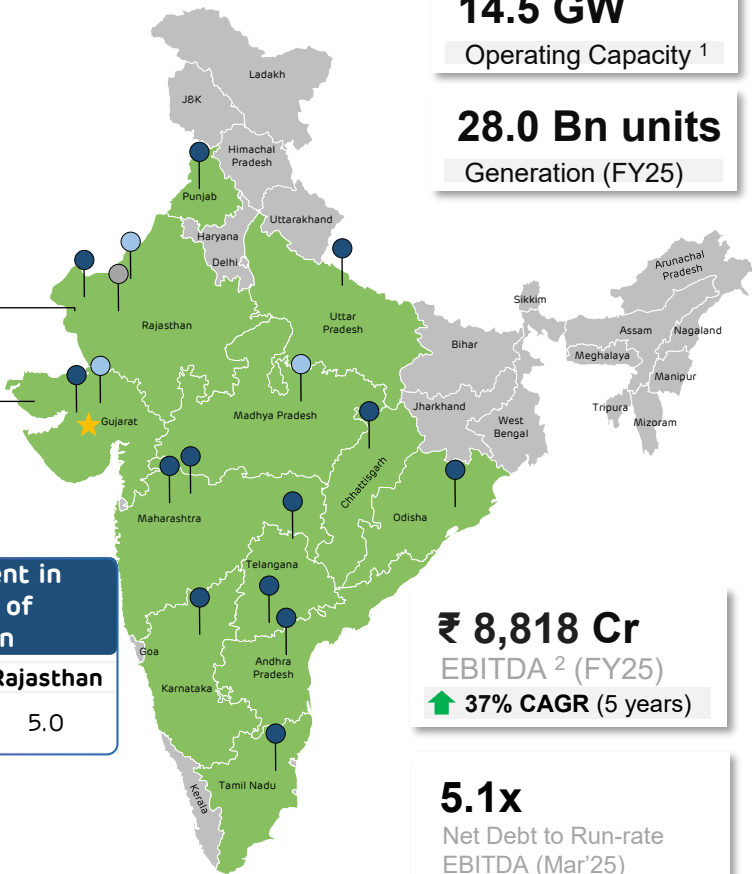 14.5 GW
Operating Capacity 1
28.0 Bn units
Generation (FY25)
Ladakh
J&K
Himachal
Pradesh
Punjab
Uttarakhand
Haryana
Delhi
Arunachal
Pradesh
Sikkim
Rajasthan
Uttar
Pradesh
Bihar
Assam
Nagaland
Meghalaya
Manipur
Tripura
Mizoram
Jharkhand
West
Bengal
Gujarat
Madhya Pradesh
Chhattisgarh
Odisha
Maharashtra
Telangana
Goa
Karnataka
Andhra
Pradesh
Tamil Nadu
Kerala
ent in
of
n
Rajasthan
5.0
₹ 8,818 Cr
EBITDA 2 (FY25)
37% CAGR (5 years)
5.1x
Net Debt to Run-rate
EBITDA (Mar'25)